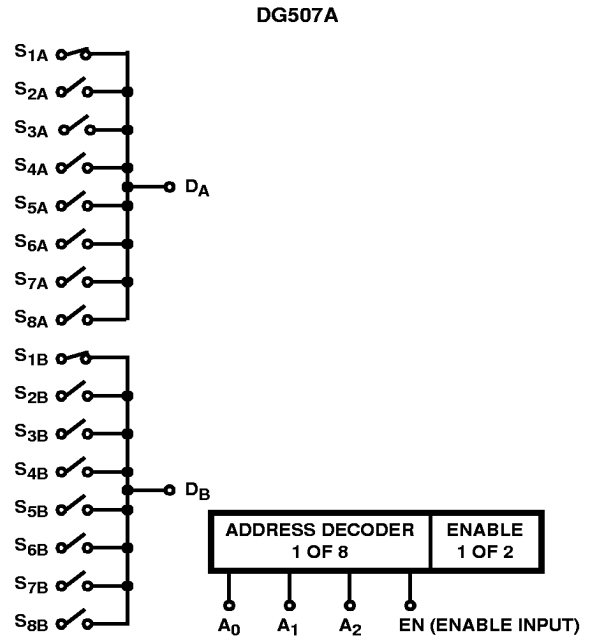 DG507A
S1A
S2A
S3A
S4A
DA
S5A
S6A
S7A
S8A
S1B
S2B
S3B
S4B
DB
S5B
S6B
S7B
S8B
ADDRESS DECODER
1 OF 8
ENABLE
1 OF 2
A0
A1
A2
EN (ENABLE INPUT)